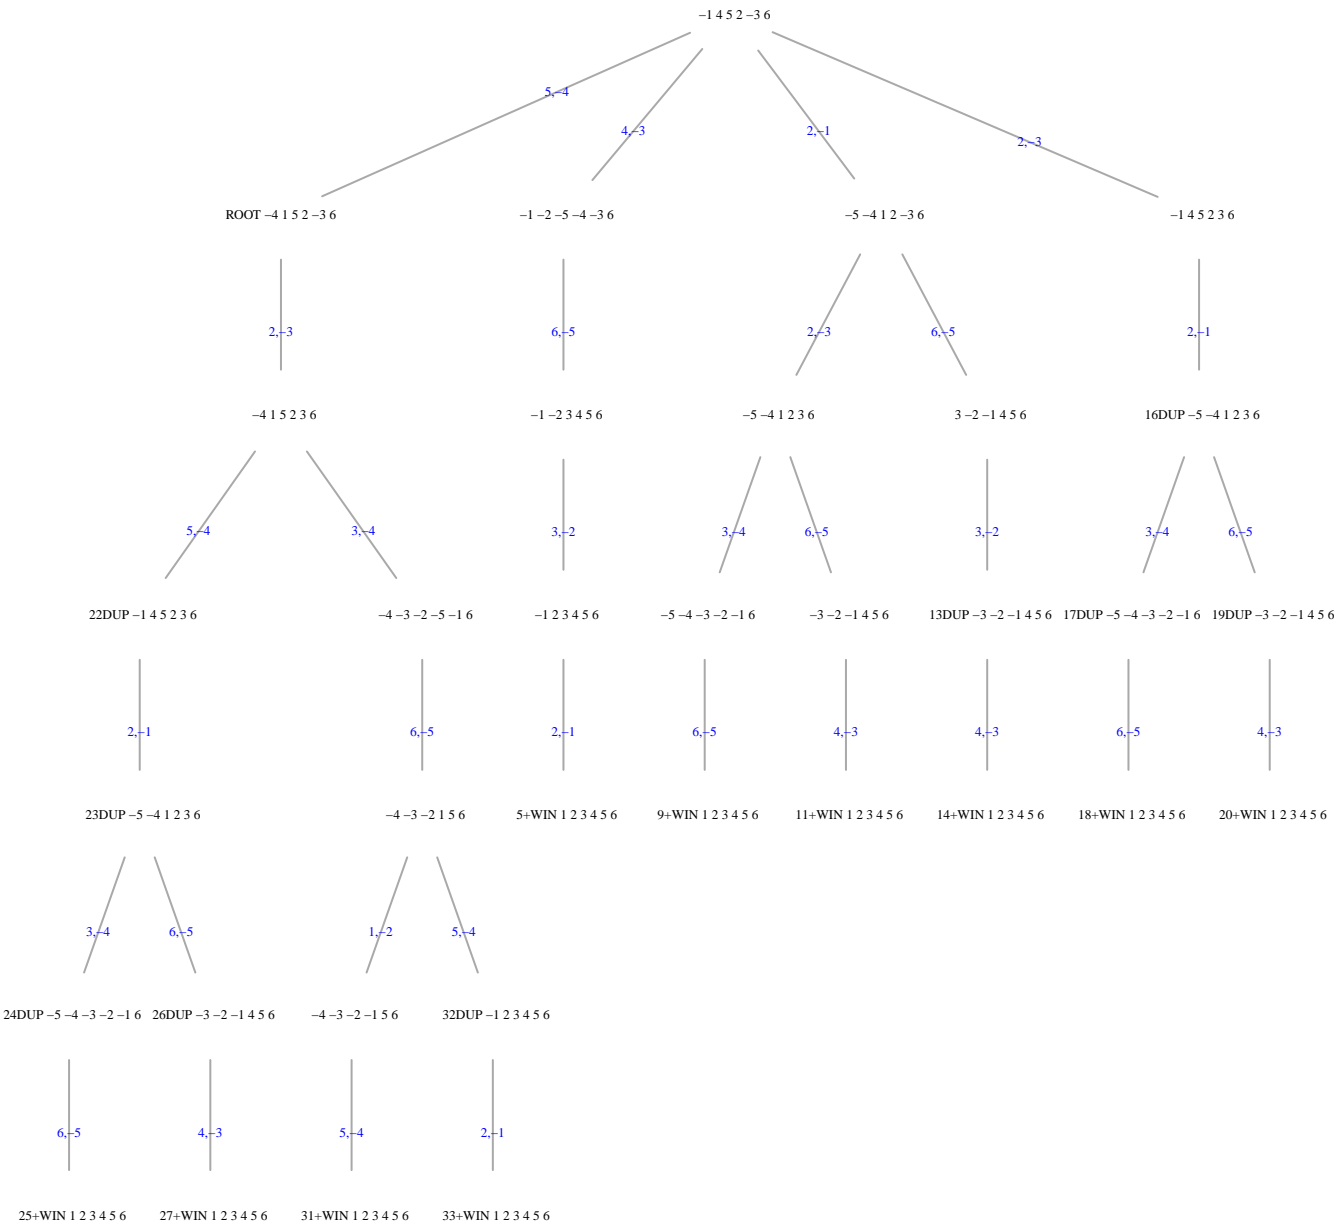 −1 4 5 2 −3 6
5,−4
4,−3
2,−1
2,−3
ROOT −4 1 5 2 −3 6
−1 −2 −5 −4 −3 6
−5 −4 1 2 −3 6
−1 4 5 2 3 6
2,−3
6,−5
2,−3
6,−5
2,−1
−4 1 5 2 3 6
−1 −2 3 4 5 6
−5 −4 1 2 3 6
3 −2 −1 4 5 6
16DUP −5 −4 1 2 3 6
5,−4
3,−4
3,−2
3,−4
6,−5
3,−2
3,−4
6,−5
22DUP −1 4 5 2 3 6
−4 −3 −2 −5 −1 6
−1 2 3 4 5 6
−5 −4 −3 −2 −1 6
−3 −2 −1 4 5 6
13DUP −3 −2 −1 4 5 6
17DUP −5 −4 −3 −2 −1 6
19DUP −3 −2 −1 4 5 6
2,−1
6,−5
2,−1
6,−5
4,−3
4,−3
6,−5
4,−3
23DUP −5 −4 1 2 3 6
−4 −3 −2 1 5 6
5+WIN 1 2 3 4 5 6
9+WIN 1 2 3 4 5 6
11+WIN 1 2 3 4 5 6
14+WIN 1 2 3 4 5 6
18+WIN 1 2 3 4 5 6
20+WIN 1 2 3 4 5 6
3,−4
6,−5
1,−2
5,−4
24DUP −5 −4 −3 −2 −1 6
26DUP −3 −2 −1 4 5 6
−4 −3 −2 −1 5 6
32DUP −1 2 3 4 5 6
6,−5
4,−3
5,−4
2,−1
25+WIN 1 2 3 4 5 6
27+WIN 1 2 3 4 5 6
31+WIN 1 2 3 4 5 6
33+WIN 1 2 3 4 5 6